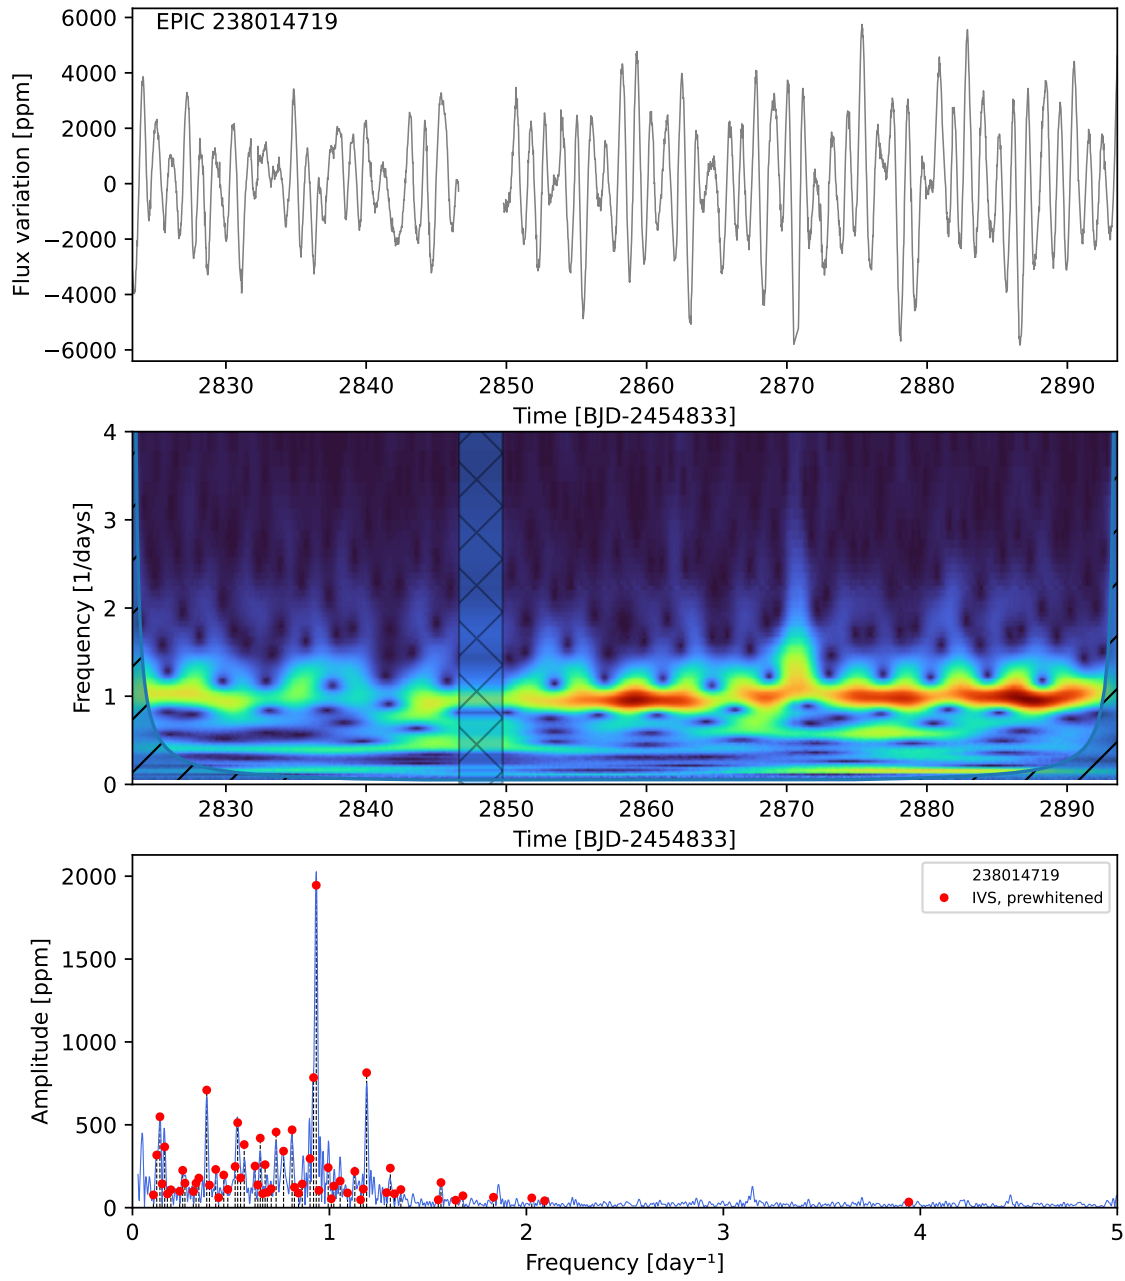 EPIC 238014719
6000
4000
2000
0
−2000
−4000
−6000
Flux variation [ppm]
2830 2840 2850 2860 2870 2880 2890
Time [BJD-2454833]
4
3
2
1
0
Frequency [1/days]
2830 2840 2850 2860 2870 2880 2890
Time [BJD-2454833]
238014719
IVS, prewhitened
2000
1500
1000
500
0
Amplitude [ppm]
0 1 2 3 4 5
Frequency [day⁻¹]